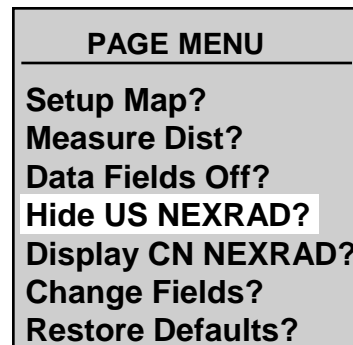 PAGE MENU
Setup Map?
Measure Dist?
Data Fields Off?
Hide US NEXRAD?
Display CN NEXRAD?
Change Fields?
Restore Defaults?